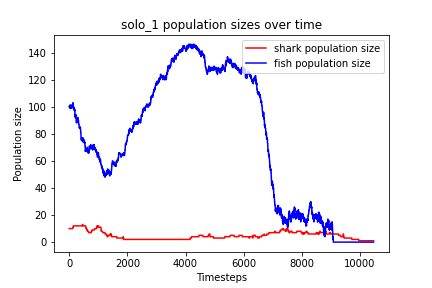 solo_1 population sizes over time
shark population size
fish population size
Population size
140
120
100
80
60
40
20
0
0 2000 4000 6000 8000 10000
Timesteps